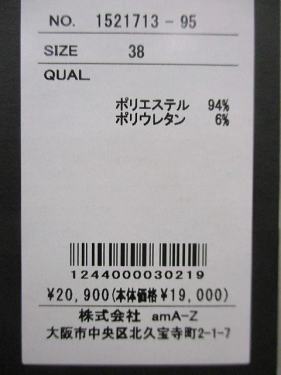 NO. 1521713-95
SIZE 38
QUAL.
ポリエステル 94%
ポリウレタン 6%
1244000030219
¥20,900(本体価格¥19,000)
株式会社 amA-Z
大阪市中央区北久宝寺町2-1-7